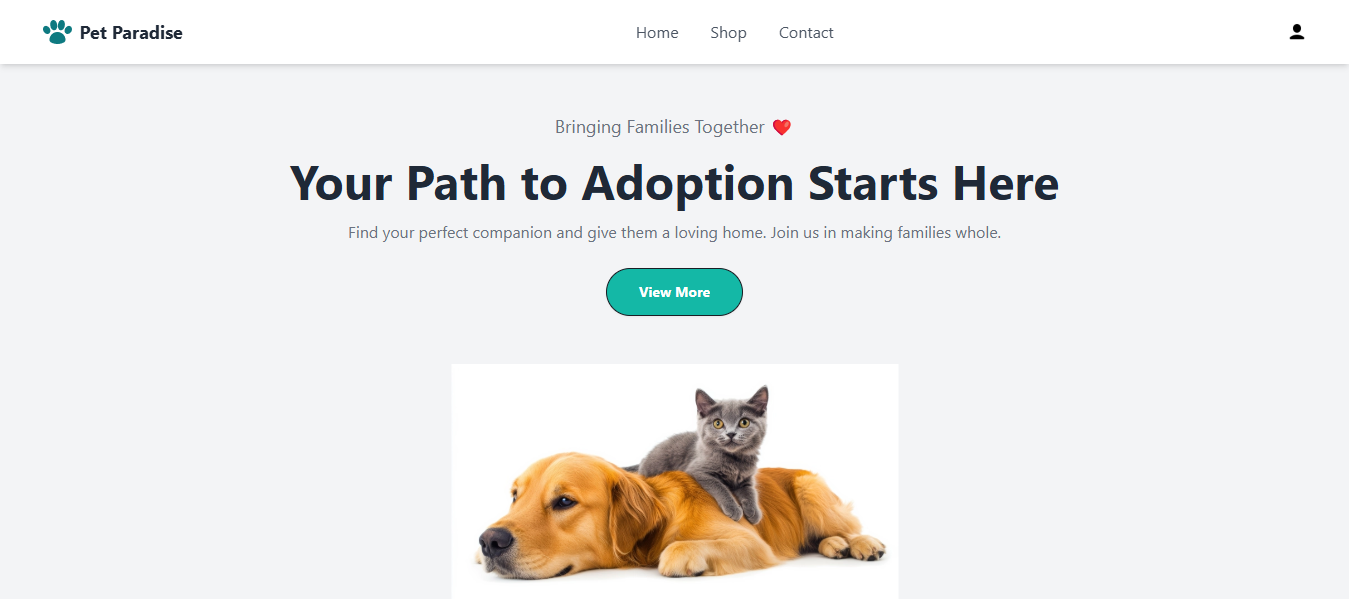 Pet Paradise
Home Shop Contact
Bringing Families Together ❤️
Your Path to Adoption Starts Here
Find your perfect companion and give them a loving home. Join us in making families whole.
View More